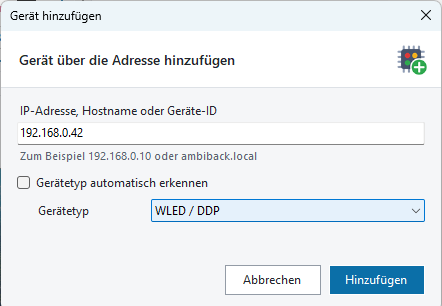 Gerät hinzufügen
Gerät über die Adresse hinzufügen
IP-Adresse, Hostname oder Geräte-ID
192.168.0.42
Zum Beispiel 192.168.0.10 oder ambiback.local
Gerätetyp automatisch erkennen
Gerätetyp WLED / DDP
Abbrechen Hinzufügen